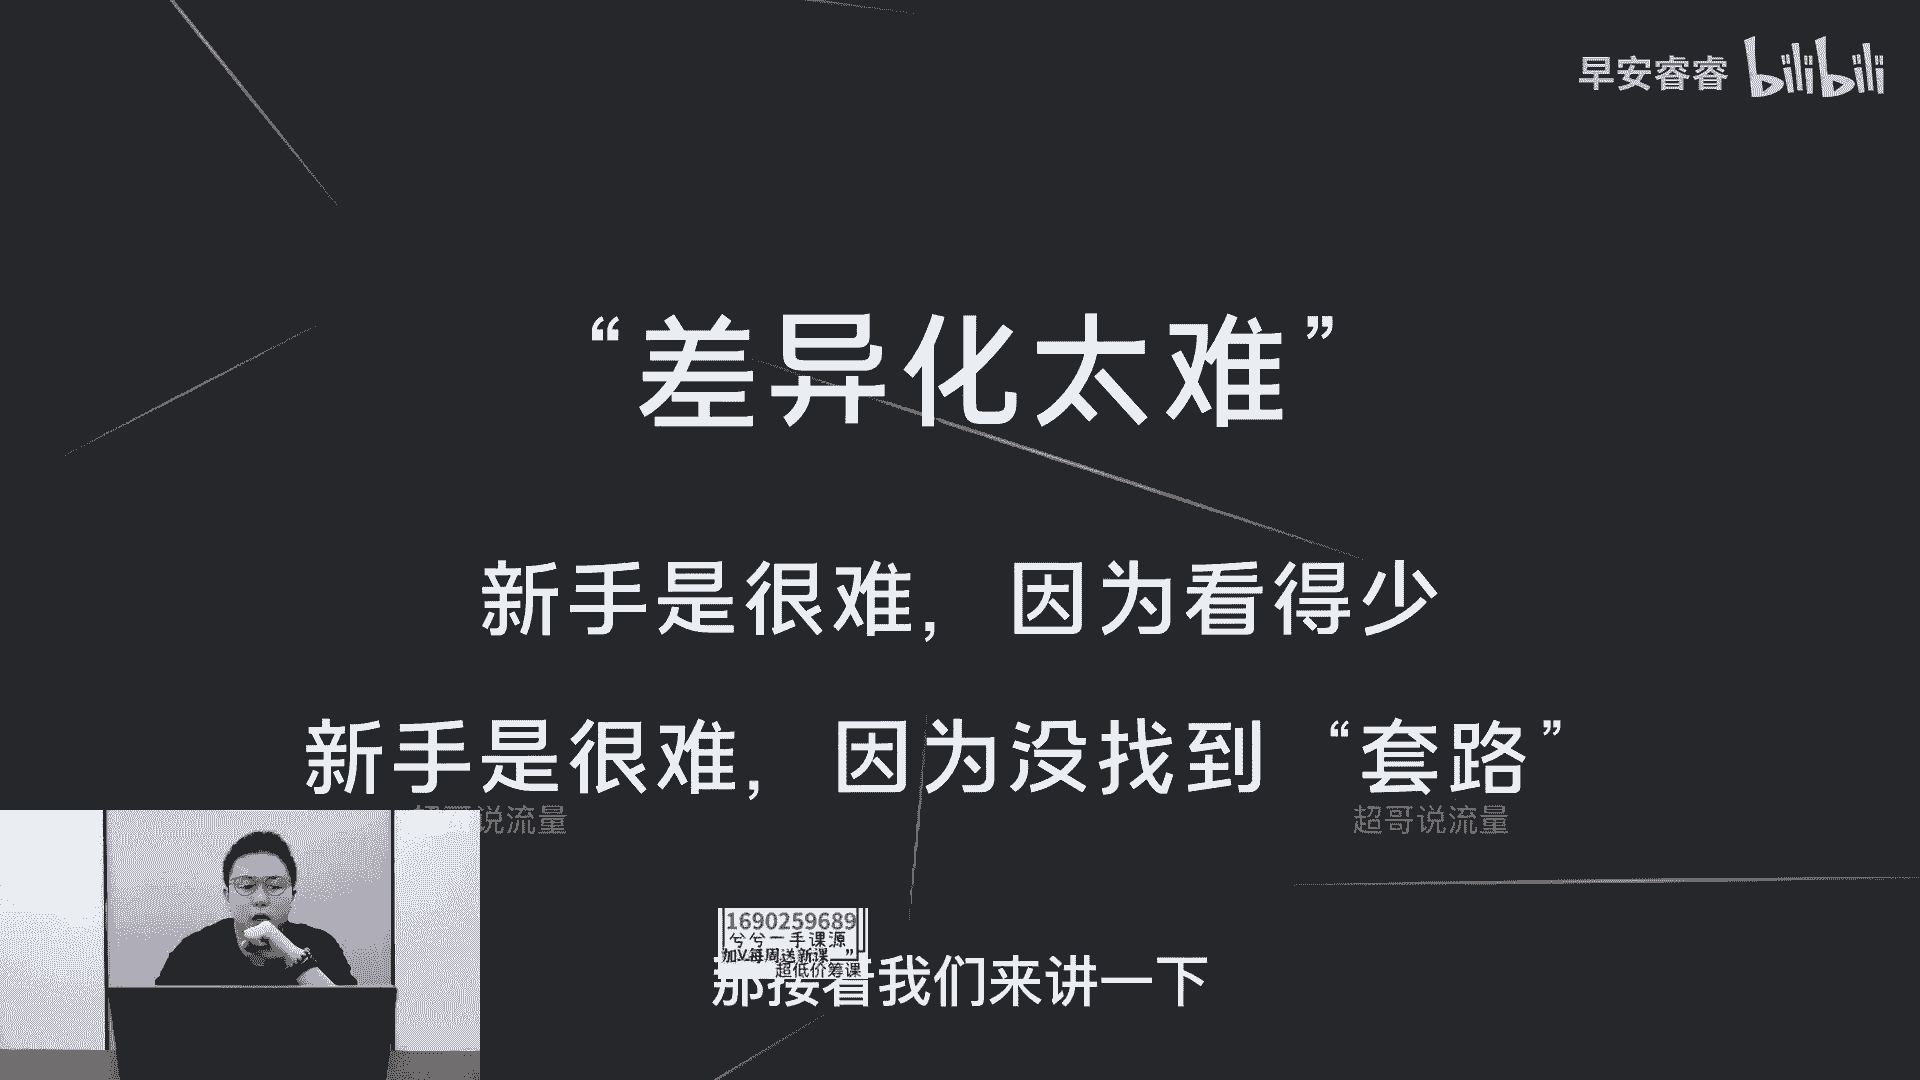 早安睿睿 bilibili
“差异化太难”
新手是很难，因为看得少
新手是很难，因为没找到“套路”
超哥说流量
超哥说流量
1690259689
兮兮一手课源
加V每周送新课
超低价筹课
那接着我们来讲一下